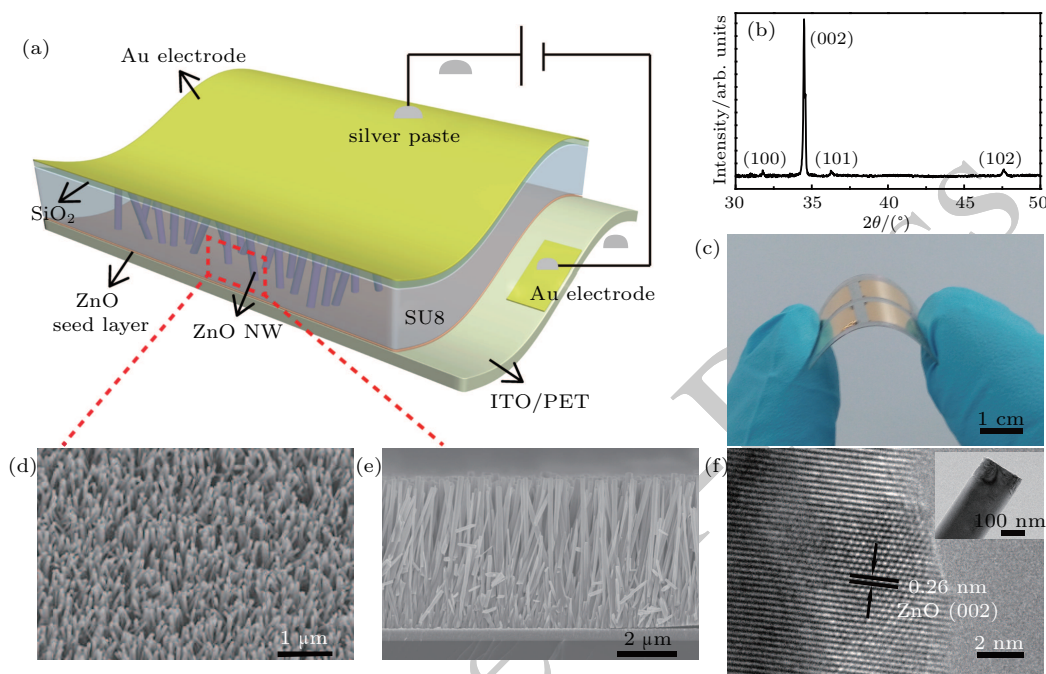 (a)
Au electrode
silver paste
SiO₂
ZnO
seed layer
ZnO NW
SU8
Au electrode
ITO/PET
(b)
Intensity/arb. units
(002)
(100)
(101)
(102)
30 35 40 45 50
2θ/(°)
(c)
1 cm
(d)
1 μm
(e)
2 μm
(f)
100 nm
0.26 nm
ZnO (002)
2 nm